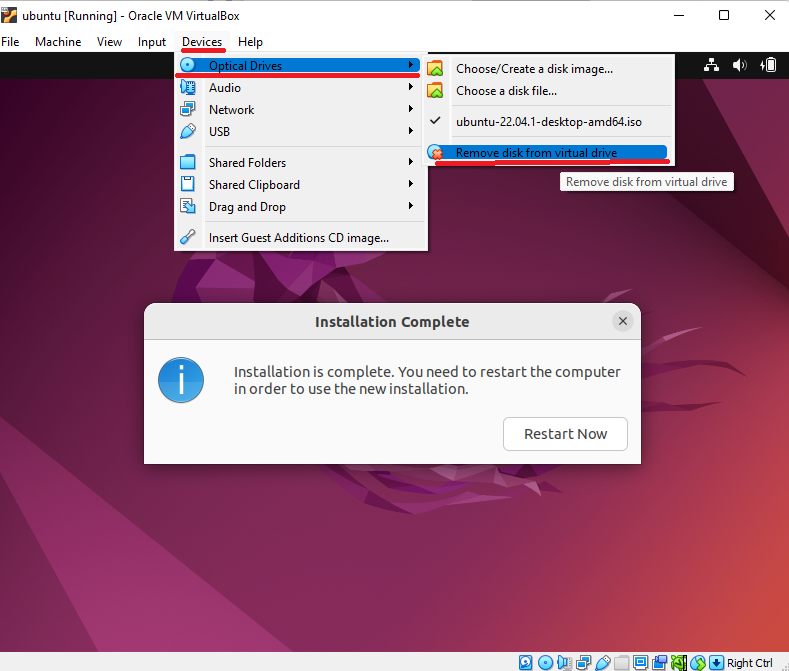 ubuntu [Running] - Oracle VM VirtualBox
File Machine View Input Devices Help
Optical Drives
Audio
Network
USB
Shared Folders
Shared Clipboard
Drag and Drop
Insert Guest Additions CD image...
Choose/Create a disk image...
Choose a disk file...
ubuntu-22.04.1-desktop-amd64.iso
Remove disk from virtual drive
Remove disk from virtual drive
Installation Complete
Installation is complete. You need to restart the computer
in order to use the new installation.
Restart Now
Right Ctrl